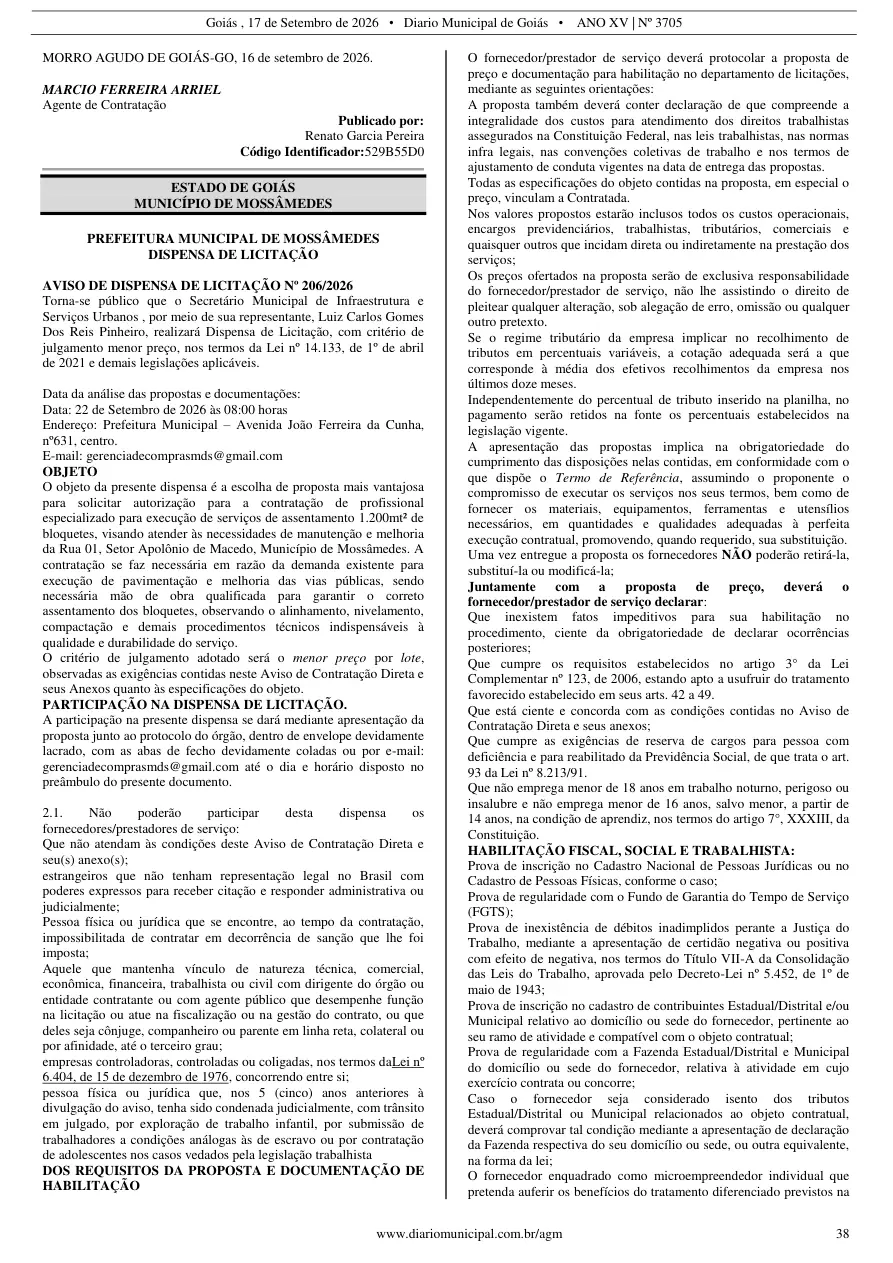 Goiás , 17 de Setembro de 2026 • Diario Municipal de Goiás • ANO XV | Nº 3705
MORRO AGUDO DE GOIÁS-GO, 16 de setembro de 2026.
MARCIO FERREIRA ARRIEL
Agente de Contratação
Publicado por:
Renato Garcia Pereira
Código Identificador:529B55D0
ESTADO DE GOIÁS
MUNICÍPIO DE MOSSÂMEDES
PREFEITURA MUNICIPAL DE MOSSÂMEDES
DISPENSA DE LICITAÇÃO
AVISO DE DISPENSA DE LICITAÇÃO Nº 206/2026
Torna-se público que o Secretário Municipal de Infraestrutura e
Serviços Urbanos , por meio de sua representante, Luiz Carlos Gomes
Dos Reis Pinheiro, realizará Dispensa de Licitação, com critério de
julgamento menor preço, nos termos da Lei nº 14.133, de 1º de abril
de 2021 e demais legislações aplicáveis.
Data da análise das propostas e documentações:
Data: 22 de Setembro de 2026 às 08:00 horas
Endereço: Prefeitura Municipal – Avenida João Ferreira da Cunha,
nº631, centro.
E-mail: gerenciadecomprasmds@gmail.com
OBJETO
O objeto da presente dispensa é a escolha de proposta mais vantajosa
para solicitar autorização para a contratação de profissional
especializado para execução de serviços de assentamento 1.200mt² de
bloquetes, visando atender às necessidades de manutenção e melhoria
da Rua 01, Setor Apolônio de Macedo, Município de Mossâmedes. A
contratação se faz necessária em razão da demanda existente para
execução de pavimentação e melhoria das vias públicas, sendo
necessária mão de obra qualificada para garantir o correto
assentamento dos bloquetes, observando o alinhamento, nivelamento,
compactação e demais procedimentos técnicos indispensáveis à
qualidade e durabilidade do serviço.
O critério de julgamento adotado será o menor preço por lote,
observadas as exigências contidas neste Aviso de Contratação Direta e
seus Anexos quanto às especificações do objeto.
PARTICIPAÇÃO NA DISPENSA DE LICITAÇÃO.
A participação na presente dispensa se dará mediante apresentação da
proposta junto ao protocolo do órgão, dentro de envelope devidamente
lacrado, com as abas de fecho devidamente coladas ou por e-mail:
gerenciadecomprasmds@gmail.com até o dia e horário disposto no
preâmbulo do presente documento.
2.1. Não poderão participar desta dispensa os
fornecedores/prestadores de serviço:
Que não atendam às condições deste Aviso de Contratação Direta e
seu(s) anexo(s);
estrangeiros que não tenham representação legal no Brasil com
poderes expressos para receber citação e responder administrativa ou
judicialmente;
Pessoa física ou jurídica que se encontre, ao tempo da contratação,
impossibilitada de contratar em decorrência de sanção que lhe foi
imposta;
Aquele que mantenha vínculo de natureza técnica, comercial,
econômica, financeira, trabalhista ou civil com dirigente do órgão ou
entidade contratante ou com agente público que desempenhe função
na licitação ou atue na fiscalização ou na gestão do contrato, ou que
deles seja cônjuge, companheiro ou parente em linha reta, colateral ou
por afinidade, até o terceiro grau;
empresas controladoras, controladas ou coligadas, nos termos daLei nº
6.404, de 15 de dezembro de 1976, concorrendo entre si;
pessoa física ou jurídica que, nos 5 (cinco) anos anteriores à
divulgação do aviso, tenha sido condenada judicialmente, com trânsito
em julgado, por exploração de trabalho infantil, por submissão de
trabalhadores a condições análogas às de escravo ou por contratação
de adolescentes nos casos vedados pela legislação trabalhista
DOS REQUISITOS DA PROPOSTA E DOCUMENTAÇÃO DE
HABILITAÇÃO
O fornecedor/prestador de serviço deverá protocolar a proposta de
preço e documentação para habilitação no departamento de licitações,
mediante as seguintes orientações:
A proposta também deverá conter declaração de que compreende a
integralidade dos custos para atendimento dos direitos trabalhistas
assegurados na Constituição Federal, nas leis trabalhistas, nas normas
infra legais, nas convenções coletivas de trabalho e nos termos de
ajustamento de conduta vigentes na data de entrega das propostas.
Todas as especificações do objeto contidas na proposta, em especial o
preço, vinculam a Contratada.
Nos valores propostos estarão inclusos todos os custos operacionais,
encargos previdenciários, trabalhistas, tributários, comerciais e
quaisquer outros que incidam direta ou indiretamente na prestação dos
serviços;
Os preços ofertados na proposta serão de exclusiva responsabilidade
do fornecedor/prestador de serviço, não lhe assistindo o direito de
pleitear qualquer alteração, sob alegação de erro, omissão ou qualquer
outro pretexto.
Se o regime tributário da empresa implicar no recolhimento de
tributos em percentuais variáveis, a cotação adequada será a que
corresponde à média dos efetivos recolhimentos da empresa nos
últimos doze meses.
Independentemente do percentual de tributo inserido na planilha, no
pagamento serão retidos na fonte os percentuais estabelecidos na
legislação vigente.
A apresentação das propostas implica na obrigatoriedade do
cumprimento das disposições nelas contidas, em conformidade com o
que dispõe o Termo de Referência, assumindo o proponente o
compromisso de executar os serviços nos seus termos, bem como de
fornecer os materiais, equipamentos, ferramentas e utensílios
necessários, em quantidades e qualidades adequadas à perfeita
execução contratual, promovendo, quando requerido, sua substituição.
Uma vez entregue a proposta os fornecedores NÃO poderão retirá-la,
substituí-la ou modificá-la;
Juntamente com a proposta de preço, deverá o
fornecedor/prestador de serviço declarar:
Que inexistem fatos impeditivos para sua habilitação no
procedimento, ciente da obrigatoriedade de declarar ocorrências
posteriores;
Que cumpre os requisitos estabelecidos no artigo 3° da Lei
Complementar nº 123, de 2006, estando apto a usufruir do tratamento
favorecido estabelecido em seus arts. 42 a 49.
Que está ciente e concorda com as condições contidas no Aviso de
Contratação Direta e seus anexos;
Que cumpre as exigências de reserva de cargos para pessoa com
deficiência e para reabilitado da Previdência Social, de que trata o art.
93 da Lei nº 8.213/91.
Que não emprega menor de 18 anos em trabalho noturno, perigoso ou
insalubre e não emprega menor de 16 anos, salvo menor, a partir de
14 anos, na condição de aprendiz, nos termos do artigo 7°, XXXIII, da
Constituição.
HABILITAÇÃO FISCAL, SOCIAL E TRABALHISTA:
Prova de inscrição no Cadastro Nacional de Pessoas Jurídicas ou no
Cadastro de Pessoas Físicas, conforme o caso;
Prova de regularidade com o Fundo de Garantia do Tempo de Serviço
(FGTS);
Prova de inexistência de débitos inadimplidos perante a Justiça do
Trabalho, mediante a apresentação de certidão negativa ou positiva
com efeito de negativa, nos termos do Título VII-A da Consolidação
das Leis do Trabalho, aprovada pelo Decreto-Lei nº 5.452, de 1º de
maio de 1943;
Prova de inscrição no cadastro de contribuintes Estadual/Distrital e/ou
Municipal relativo ao domicílio ou sede do fornecedor, pertinente ao
seu ramo de atividade e compatível com o objeto contratual;
Prova de regularidade com a Fazenda Estadual/Distrital e Municipal
do domicílio ou sede do fornecedor, relativa à atividade em cujo
exercício contrata ou concorre;
Caso o fornecedor seja considerado isento dos tributos
Estadual/Distrital ou Municipal relacionados ao objeto contratual,
deverá comprovar tal condição mediante a apresentação de declaração
da Fazenda respectiva do seu domicílio ou sede, ou outra equivalente,
na forma da lei;
O fornecedor enquadrado como microempreendedor individual que
pretenda auferir os benefícios do tratamento diferenciado previstos na
www.diariomunicipal.com.br/agm
38